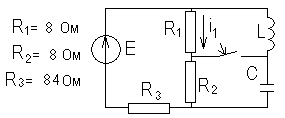 R1= 8 Ом
R2= 8 Ом
R3= 84 Ом
E
R1
i1
L
R2
C
R3